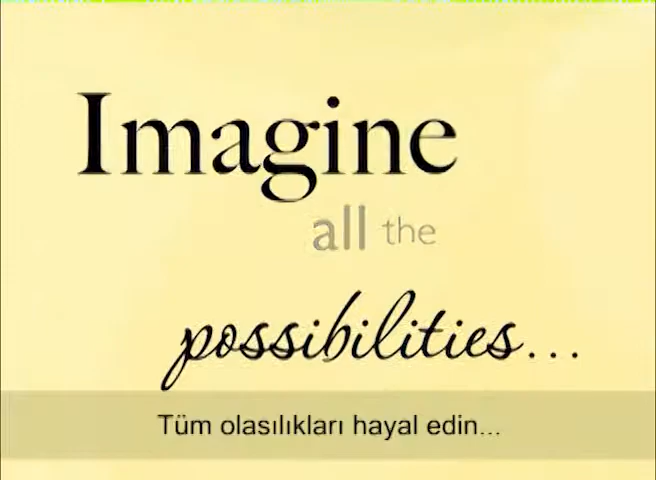 Imagine
all the
possibilities...
Tüm olasılıkları hayal edin...